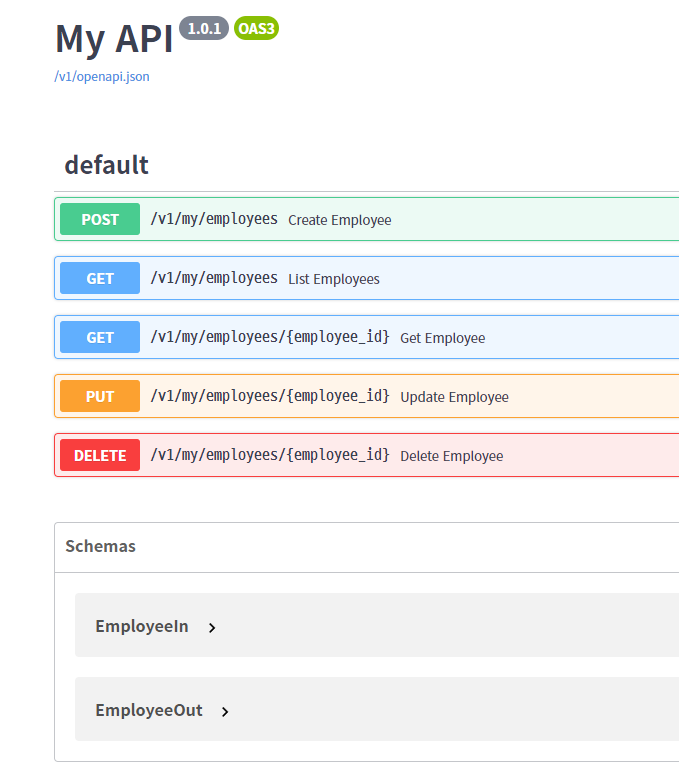 My API 1.0.1 OAS3
/v1/openapi.json
default
POST /v1/my/employees Create Employee
GET /v1/my/employees List Employees
GET /v1/my/employees/{employee_id} Get Employee
PUT /v1/my/employees/{employee_id} Update Employee
DELETE /v1/my/employees/{employee_id} Delete Employee
Schemas
EmployeeIn
EmployeeOut